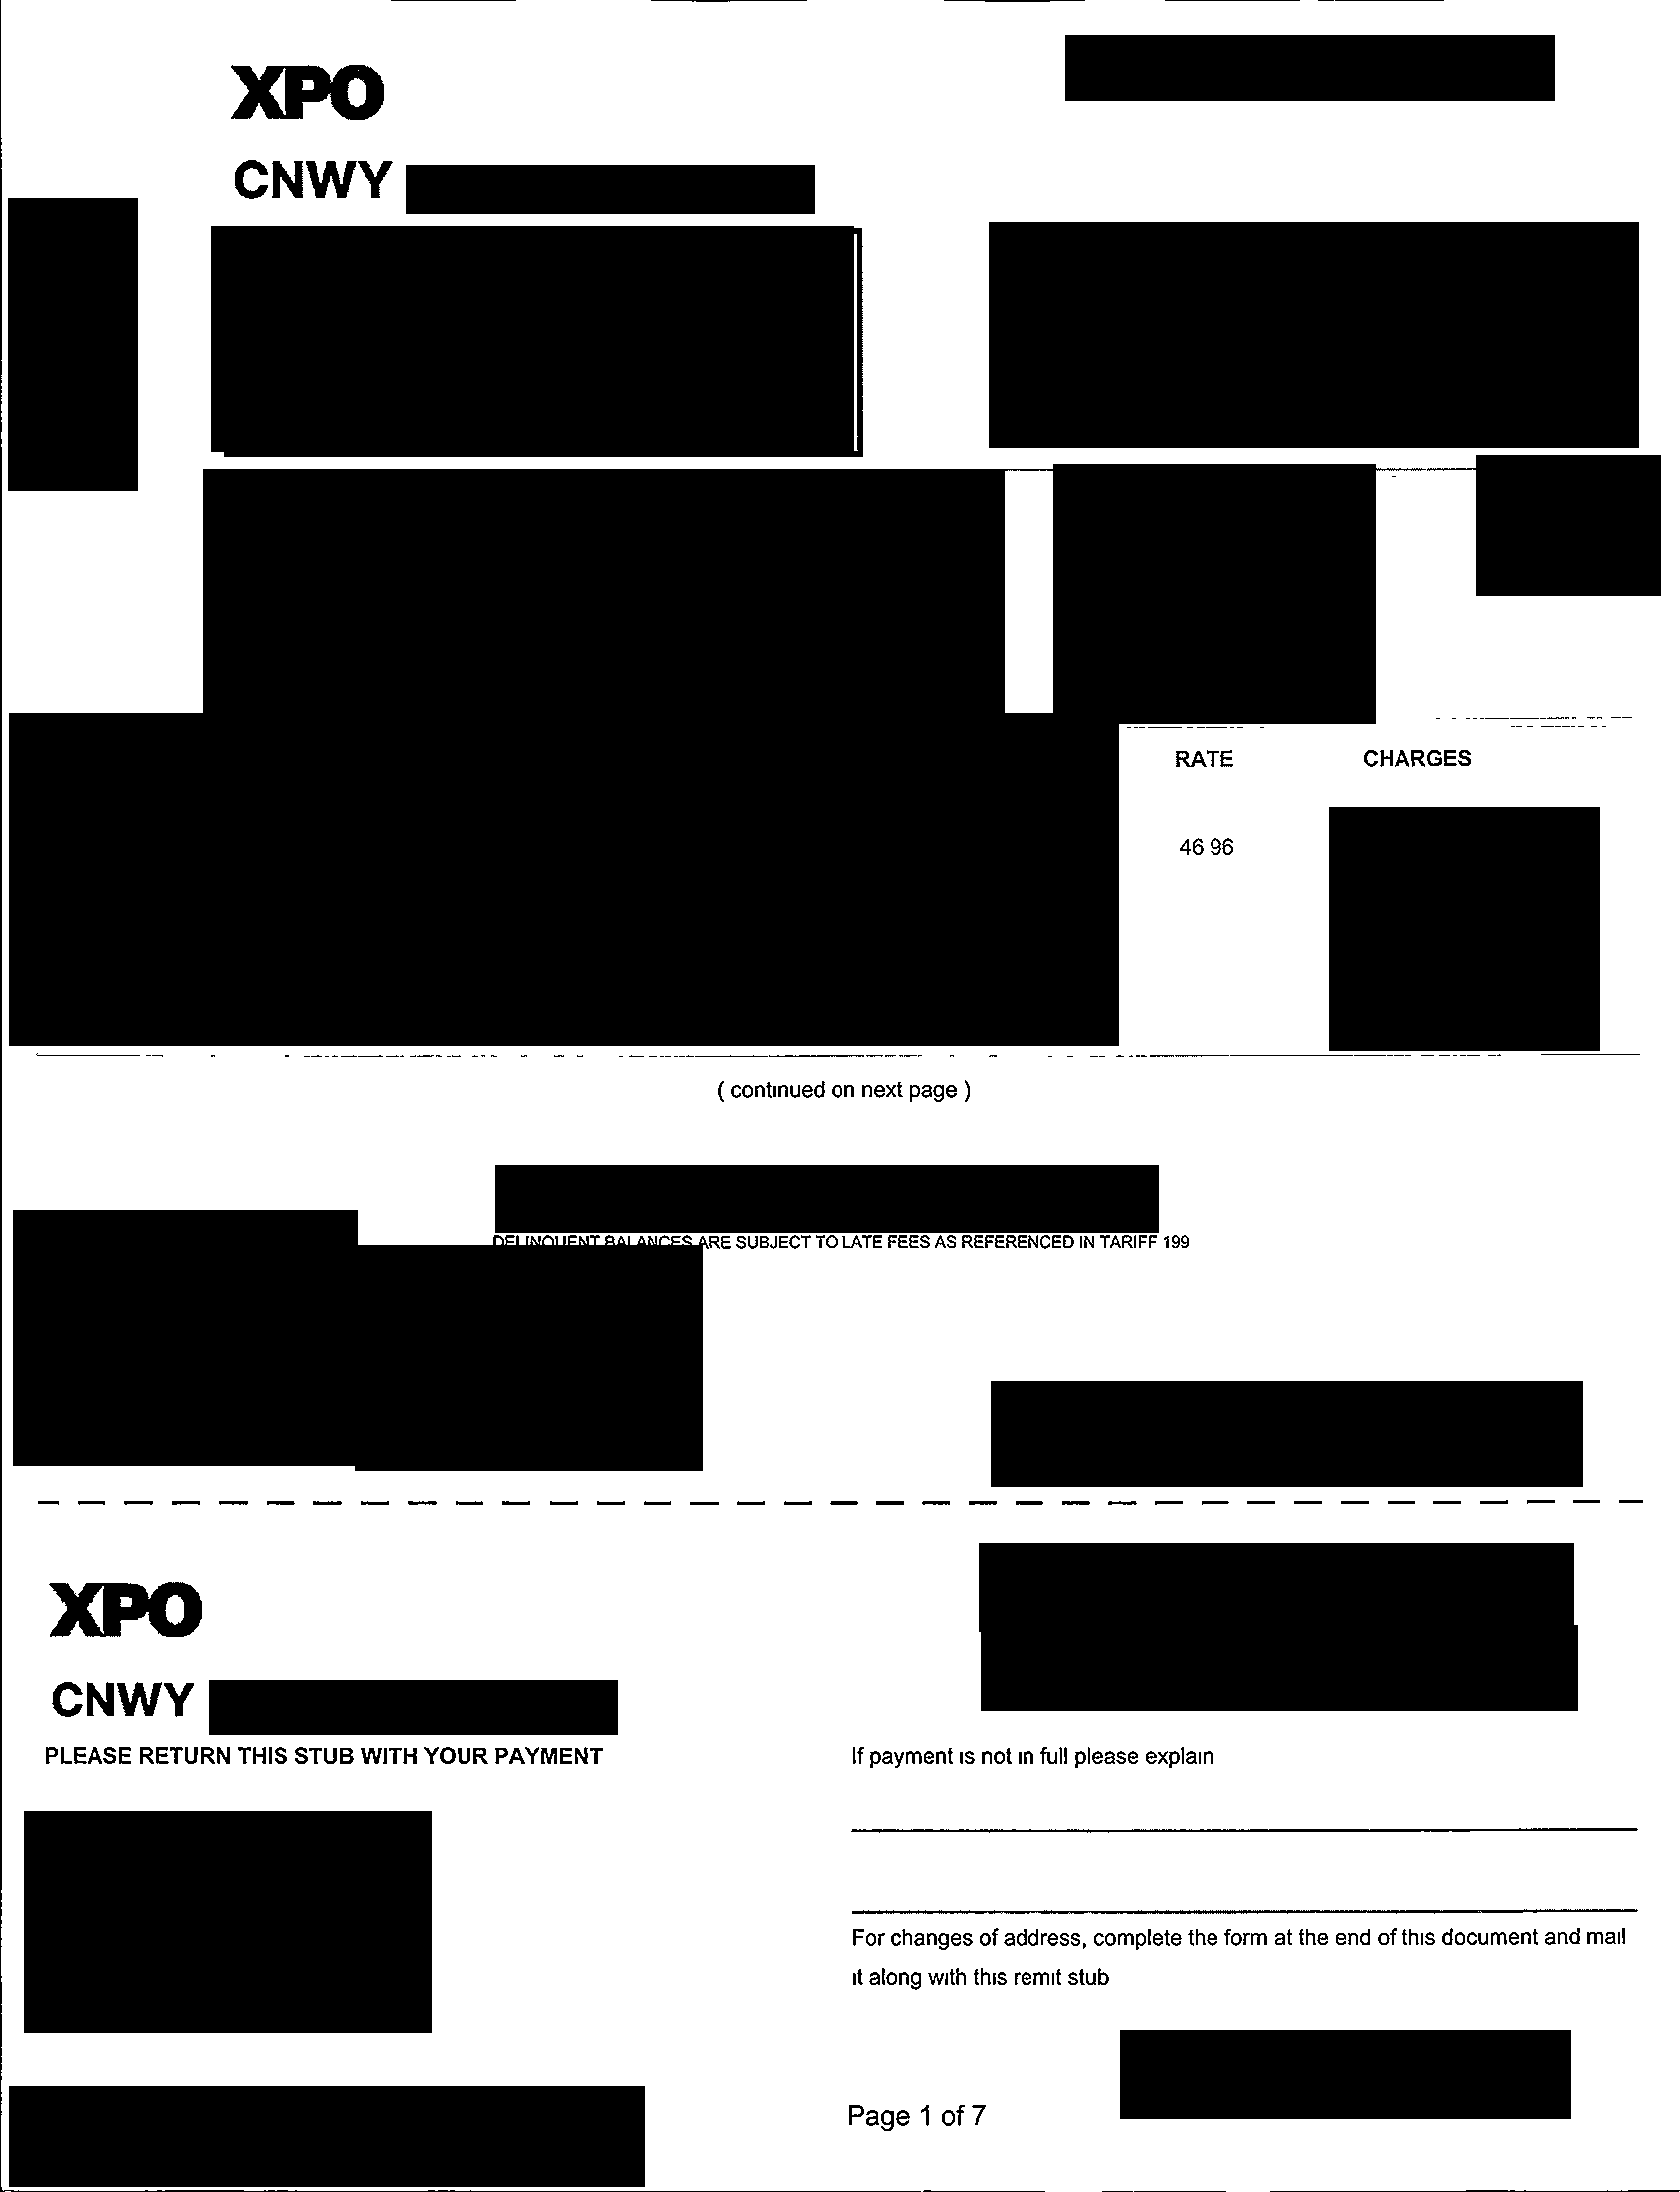 XPO
CNWY
RATE CHARGES
46 96
( continued on next page )
DELINQUENT BALANCES ARE SUBJECT TO LATE FEES AS REFERENCED IN TARIFF 199
XPO
CNWY
PLEASE RETURN THIS STUB WITH YOUR PAYMENT
If payment is not in full please explain
For changes of address, complete the form at the end of this document and mail
it along with this remit stub
Page 1 of 7